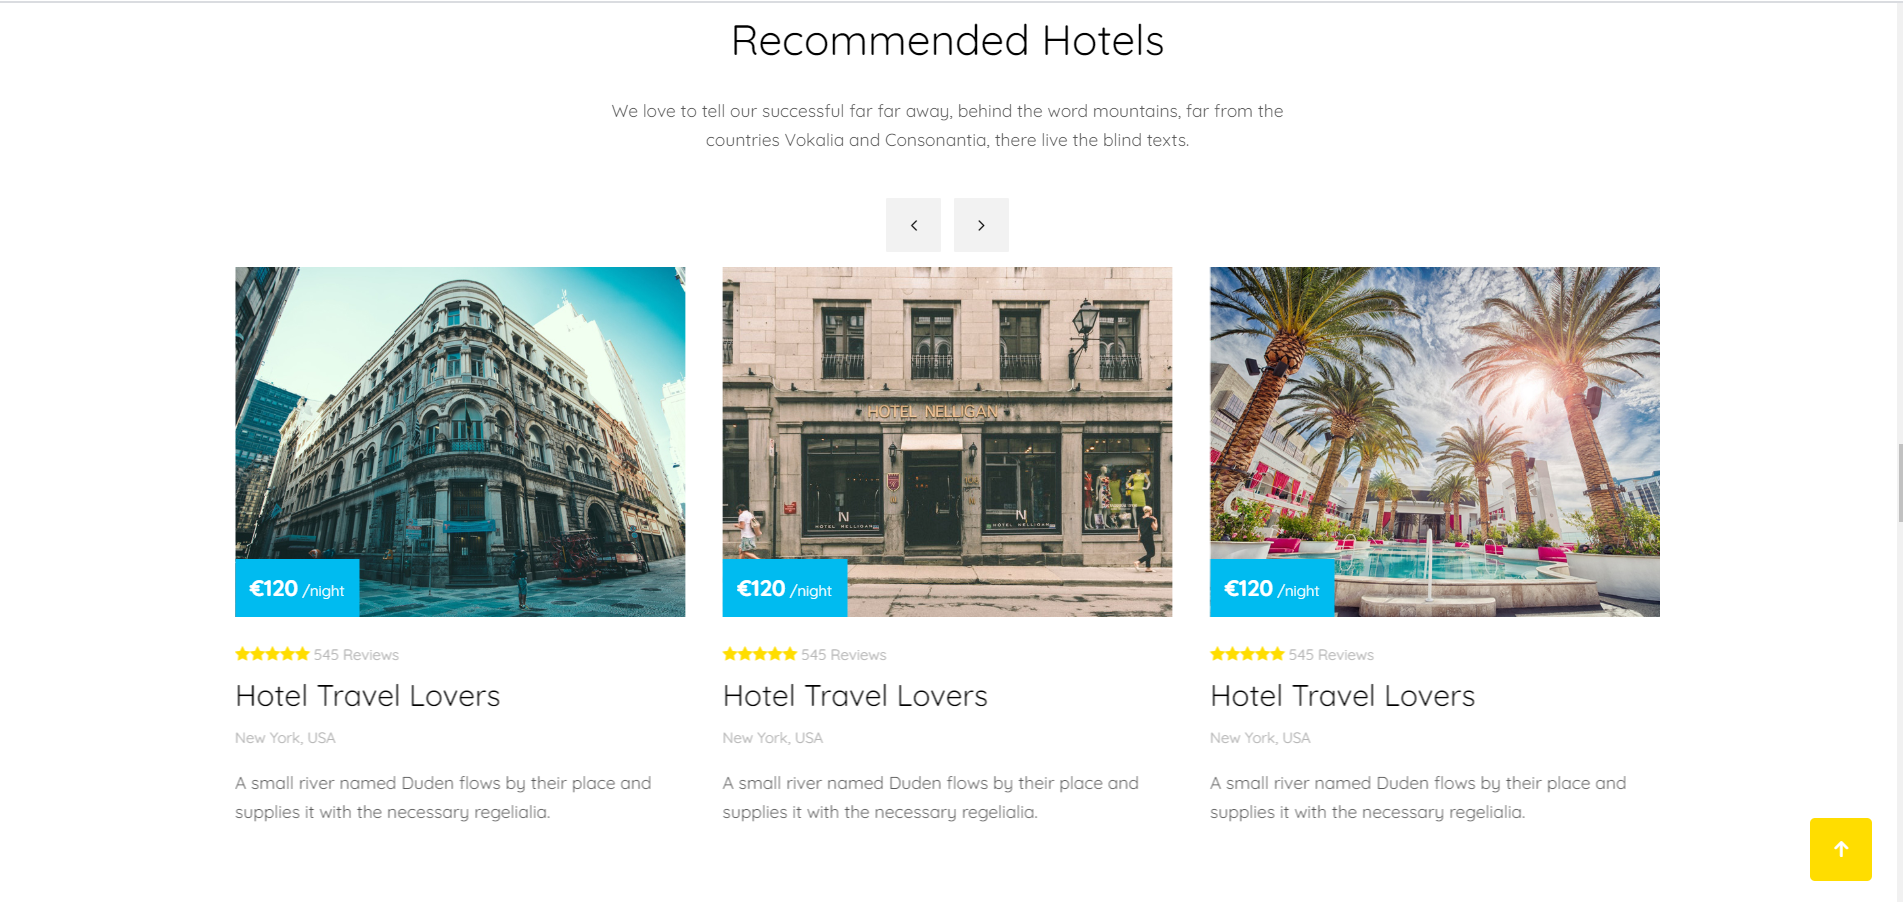 Recommended Hotels
We love to tell our successful far far away, behind the word mountains, far from the
countries Vokalia and Consonantia, there live the blind texts.
HOTEL NELLIGAN
N
HOTEL NELLIGAN
N
HOTEL NELLIGAN
€120 /night
€120 /night
€120 /night
545 Reviews
545 Reviews
545 Reviews
Hotel Travel Lovers
Hotel Travel Lovers
Hotel Travel Lovers
New York, USA
New York, USA
New York, USA
A small river named Duden flows by their place and
supplies it with the necessary regelialia.
A small river named Duden flows by their place and
supplies it with the necessary regelialia.
A small river named Duden flows by their place and
supplies it with the necessary regelialia.